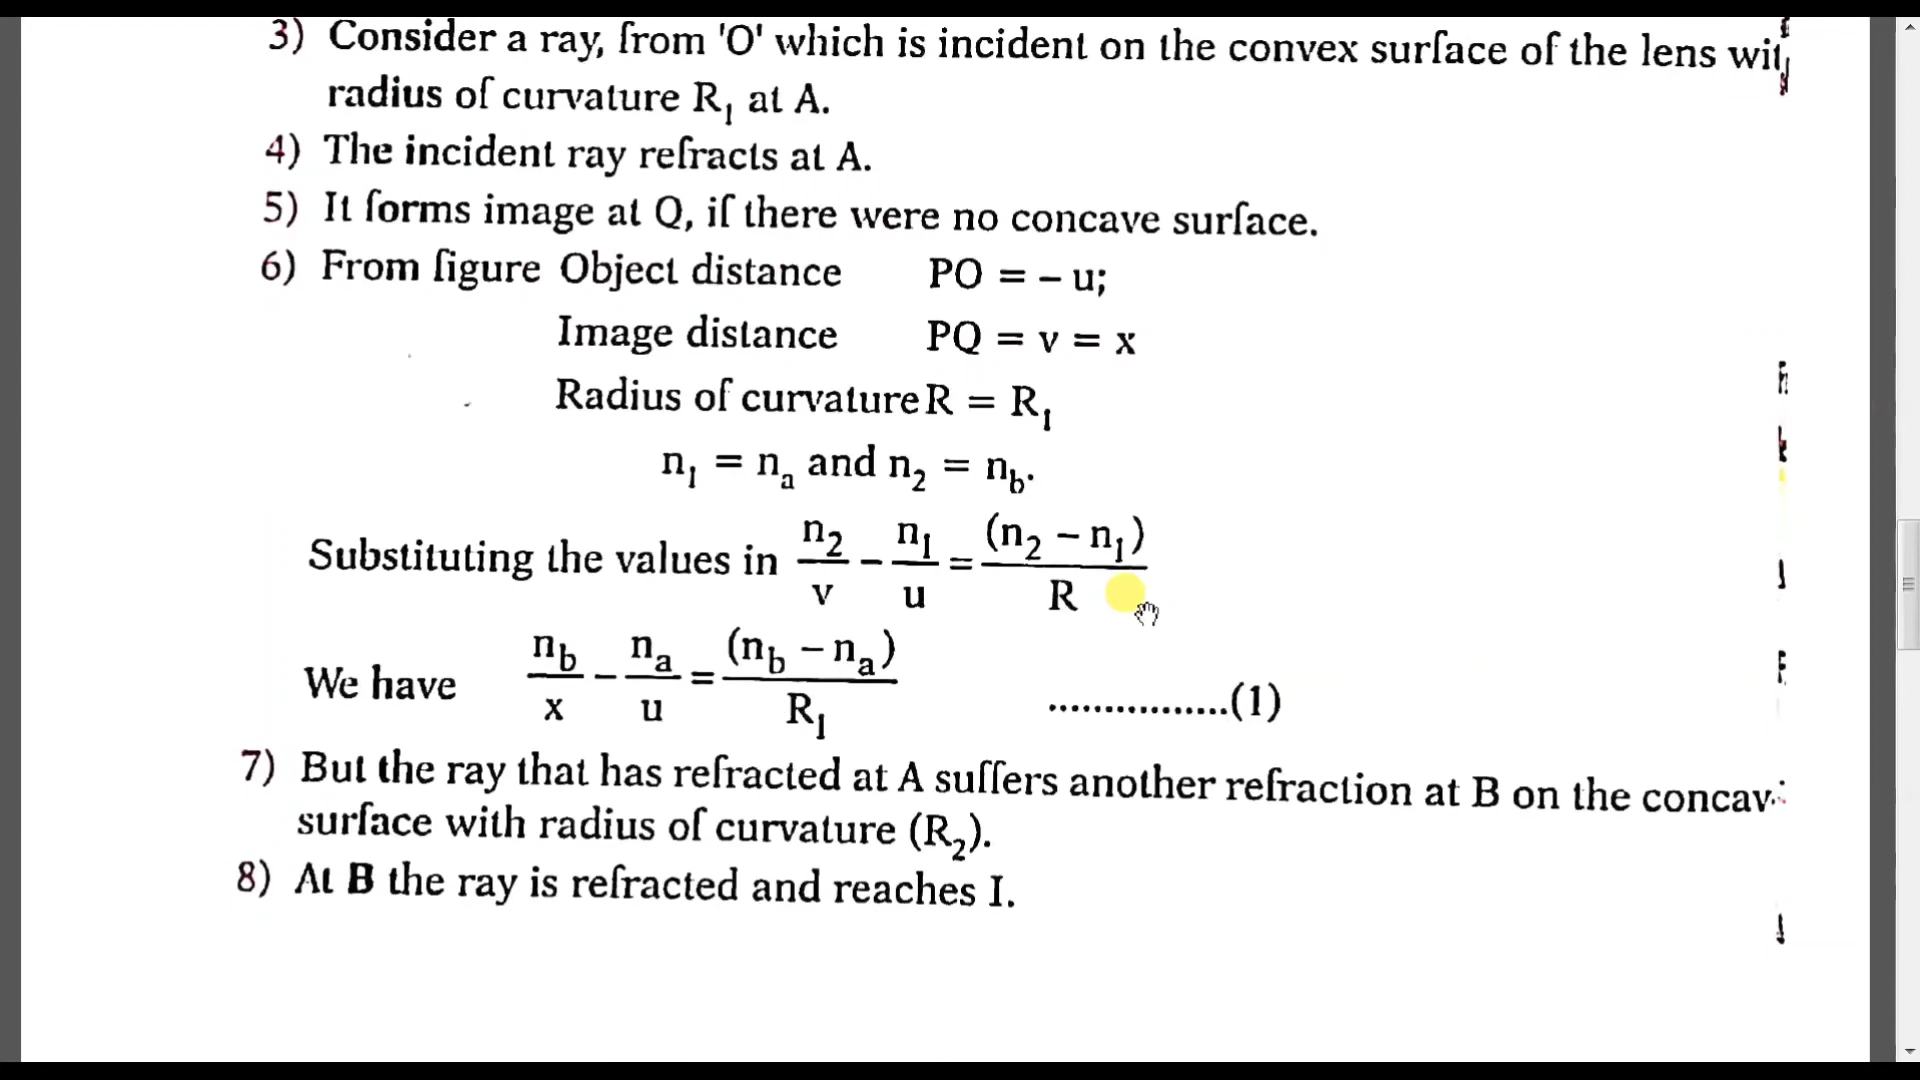 3) Consider a ray, from 'O' which is incident on the convex surface of the lens
radius of curvature R₁ at A.
4) The incident ray refracts at A.
5) It forms image at Q, if there were no concave surface.
6) From figure Object distance PO = – u;
Image distance PQ = v = x
Radius of curvature R = R₁
n₁ = nₐ and n₂ = n_b.
Substituting the values in n₂/v – n₁/u = (n₂ – n₁)/R
We have n_b/x – nₐ/u = (n_b – nₐ)/R₁ ................(1)
7) But the ray that has refracted at A suffers another refraction at B on the concav
surface with radius of curvature (R₂).
8) At B the ray is refracted and reaches I.